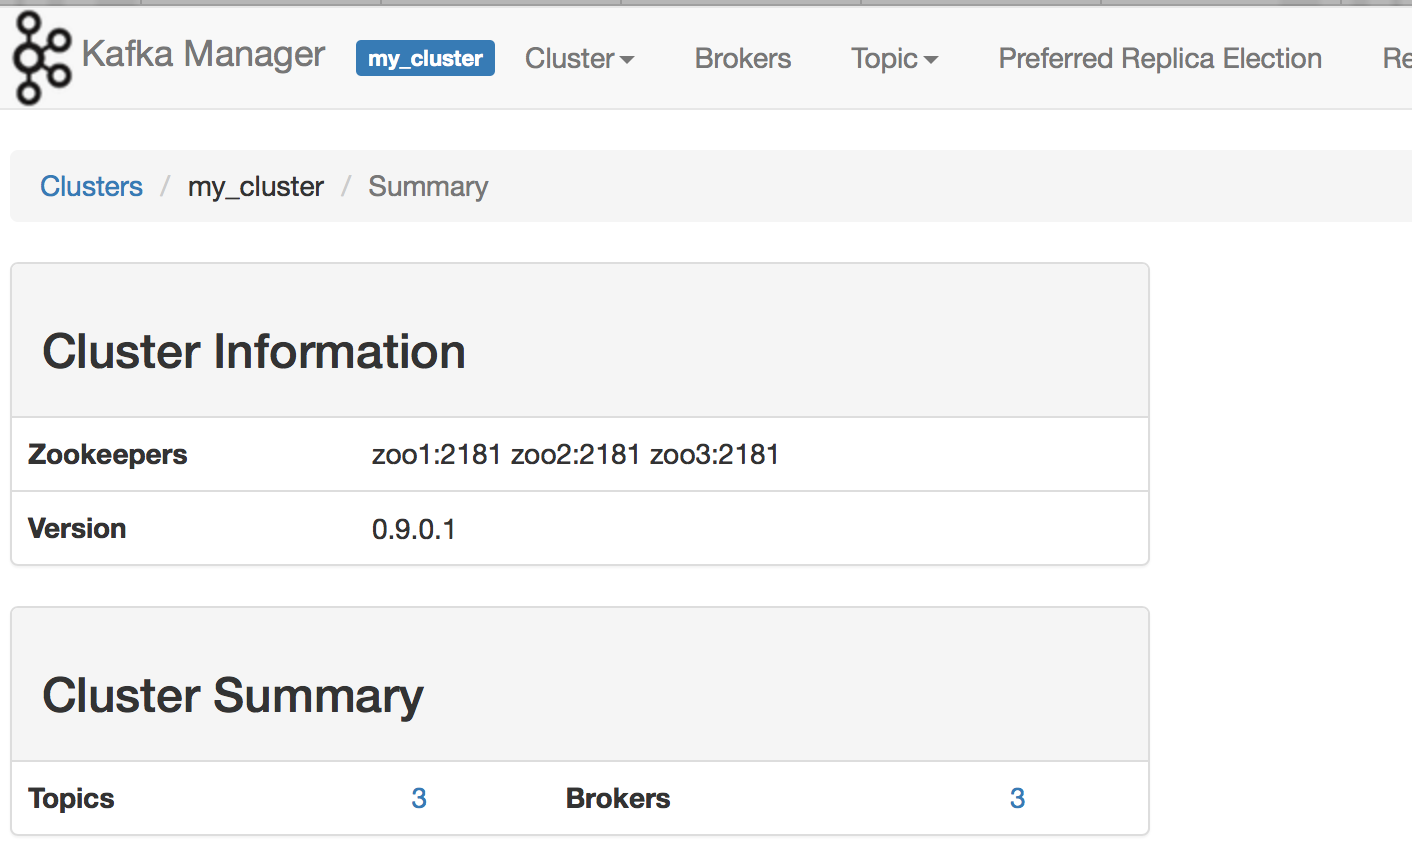 Kafka Manager my_cluster Cluster Brokers Topic Preferred Replica Election Re
Clusters / my_cluster / Summary
Cluster Information
Zookeepers zoo1:2181 zoo2:2181 zoo3:2181
Version 0.9.0.1
Cluster Summary
Topics 3 Brokers 3